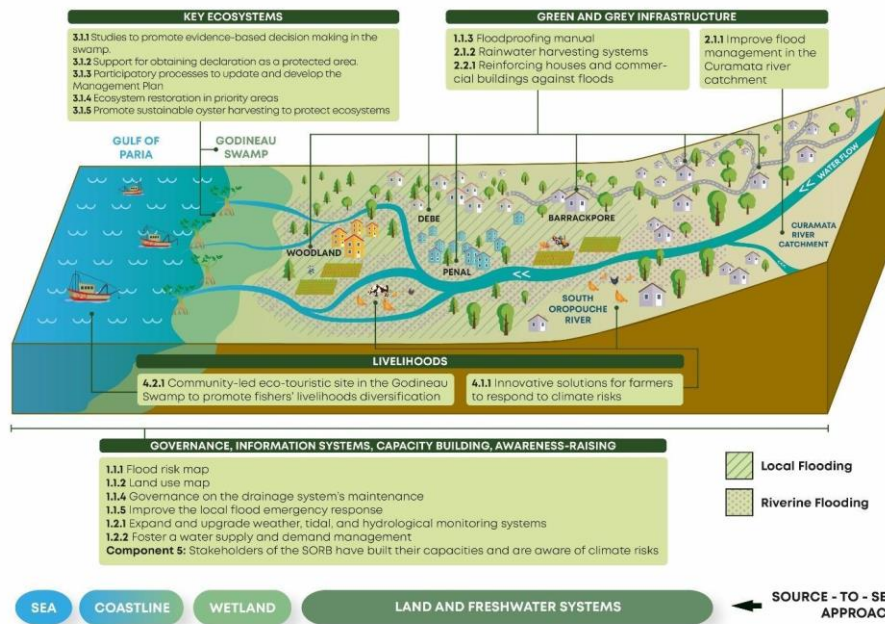 KEY ECOSYSTEMS
3.1.1 Studies to promote evidence-based decision making in the
swamp.
3.1.2 Support for obtaining declaration as a protected area.
3.1.3 Participatory processes to update and develop the
Management Plan
3.1.4 Ecosystem restoration in priority areas
3.1.5 Promote sustainable oyster harvesting to protect ecosystems
GREEN AND GREY INFRASTRUCTURE
1.1.3 Floodproofing manual
2.1.2 Rainwater harvesting systems
2.2.1 Reinforcing houses and commer-
cial buildings against floods
2.1.1 Improve flood
management in the
Curamata river
catchment
GULF OF
PARIA
GODINEAU
SWAMP
WATER FLOW
DEBE
BARRACKPORE
WOODLAND
PENAL
CURAMATA
RIVER
CATCHMENT
SOUTH
OROPOUCHE
RIVER
LIVELIHOODS
4.2.1 Community-led eco-touristic site in the Godineau
Swamp to promote fishers' livelihoods diversification
4.1.1 Innovative solutions for farmers
to respond to climate risks
GOVERNANCE, INFORMATION SYSTEMS, CAPACITY BUILDING, AWARENESS-RAISING
1.1.1 Flood risk map
1.1.2 Land use map
1.1.4 Governance on the drainage system's maintenance
1.1.5 Improve the local flood emergency response
1.2.1 Expand and upgrade weather, tidal, and hydrological monitoring systems
1.2.2 Foster a water supply and demand management
Component 5: Stakeholders of the SORB have built their capacities and are aware of climate risks
Local Flooding
Riverine Flooding
SEA
COASTLINE
WETLAND
LAND AND FRESHWATER SYSTEMS
SOURCE - TO - SE
APPROAC